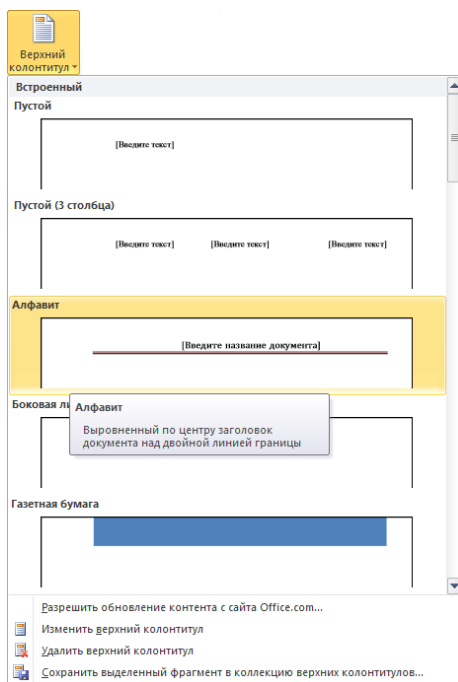 Верхний
колонтитул
Встроенный
Пустой
[Введите текст]
Пустой (3 столбца)
[Введите текст] [Введите текст] [Введите текст]
Алфавит
[Введите название документа]
Боковая ли
Алфавит
Выровненный по центру заголовок
документа над двойной линией границы
Газетная бумага
Разрешить обновление контента с сайта Office.com...
Изменить верхний колонтитул
Удалить верхний колонтитул
Сохранить выделенный фрагмент в коллекцию верхних колонтитулов...